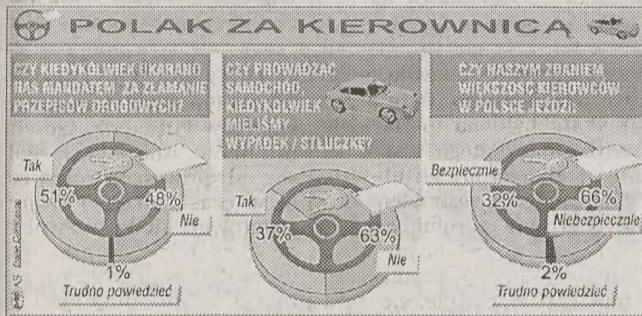 POLAK ZA KIEROWNICĄ
CZY KIEDYKOLWIEK UKARANO
NAS MANDATEM ZA ZŁAMANIE
PRZEPISÓW DROGOWYCH?
Tak
51%
48%
Nie
1%
Trudno powiedzieć
CZY PROWADZĄC
SAMOCHÓD,
KIEDYKOLWIEK
MIELIŚMY
WYPADEK / STŁUCZKĘ?
Tak
37%
63%
Nie
CZY NASZYM ZDANIEM
WIĘKSZOŚĆ KIEROWCÓW
W POLSCE JEŹDZI:
Bezpiecznie
32%
66%
Niebezpiecznie
2%
Trudno powiedzieć